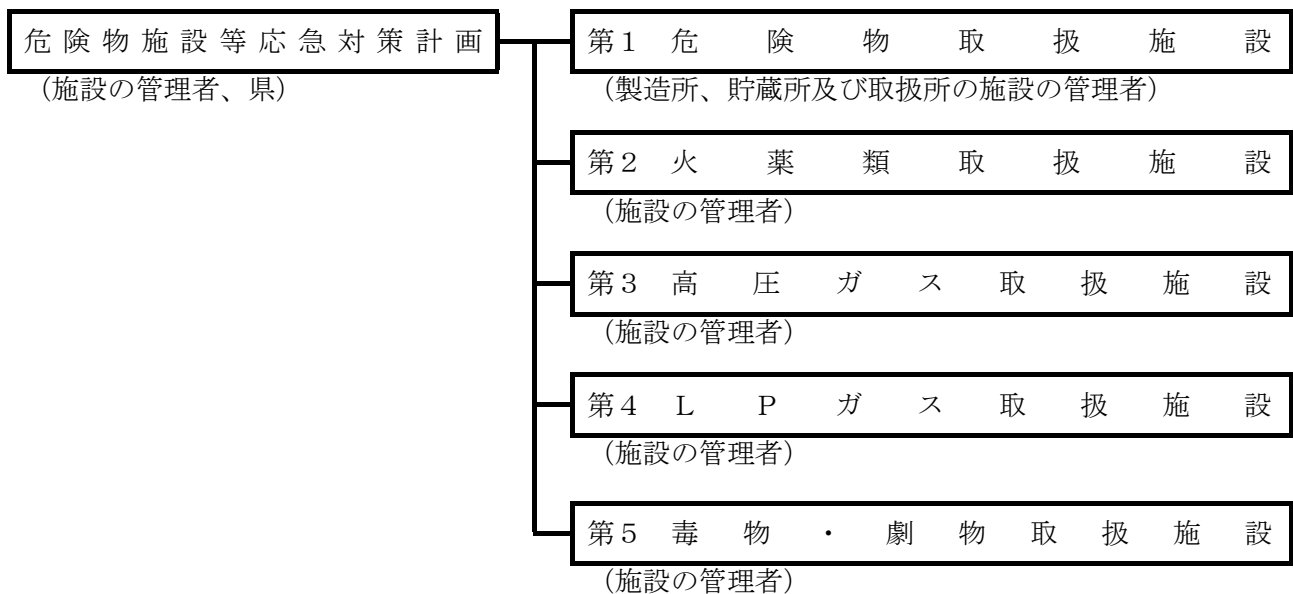 危険物施設等応急対策計画
（施設の管理者、県）
第１ 危険物取扱施設
（製造所、貯蔵所及び取扱所の施設の管理者）
第２ 火薬類取扱施設
（施設の管理者）
第３ 高圧ガス取扱施設
（施設の管理者）
第４ ＬＰガス取扱施設
（施設の管理者）
第５ 毒物・劇物取扱施設
（施設の管理者）